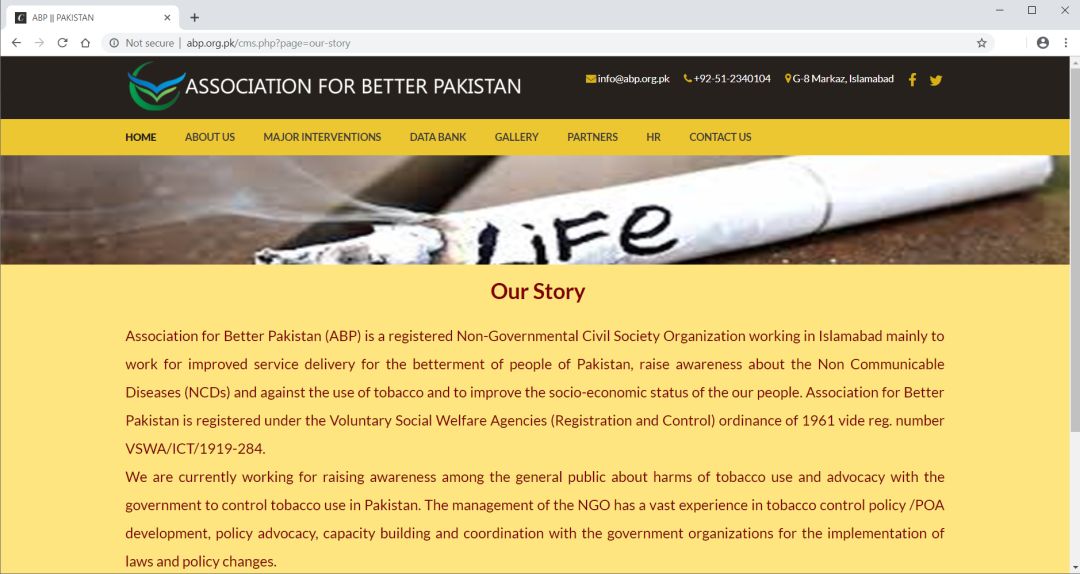 ABP || PAKISTAN
Not secure | abp.org.pk/cms.php?page=our-story
ASSOCIATION FOR BETTER PAKISTAN
info@abp.org.pk +92-51-2340104 G-8 Markaz, Islamabad
HOME ABOUT US MAJOR INTERVENTIONS DATA BANK GALLERY PARTNERS HR CONTACT US
LiFe
Our Story
Association for Better Pakistan (ABP) is a registered Non-Governmental Civil Society Organization working in Islamabad mainly to
work for improved service delivery for the betterment of people of Pakistan, raise awareness about the Non Communicable
Diseases (NCDs) and against the use of tobacco and to improve the socio-economic status of the our people. Association for Better
Pakistan is registered under the Voluntary Social Welfare Agencies (Registration and Control) ordinance of 1961 vide reg. number
VSWA/ICT/1919-284.
We are currently working for raising awareness among the general public about harms of tobacco use and advocacy with the
government to control tobacco use in Pakistan. The management of the NGO has a vast experience in tobacco control policy /POA
development, policy advocacy, capacity building and coordination with the government organizations for the implementation of
laws and policy changes.